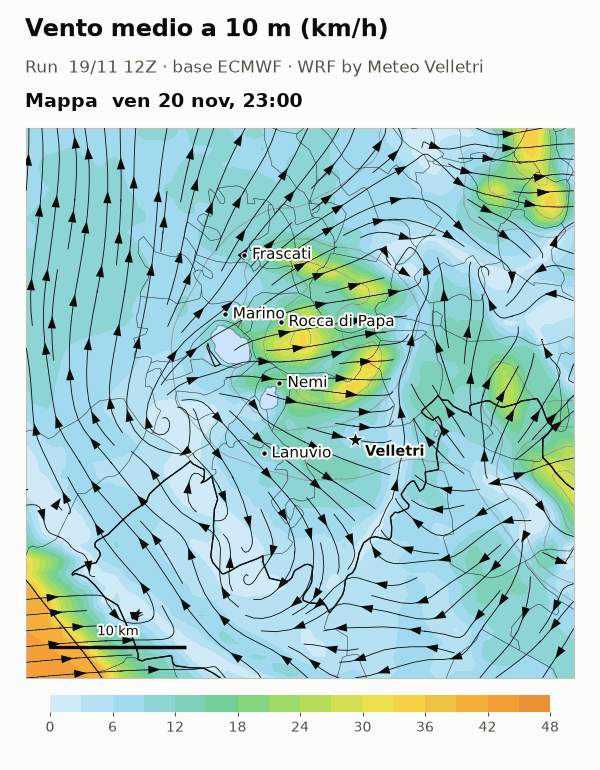 Vento medio a 10 m (km/h)
Run  19/11 12Z · base ECMWF · WRF by Meteo Velletri
Mappa  ven 20 nov, 23:00
Frascati
Marino
Rocca di Papa
Nemi
Velletri
Lanuvio
10 km
0 6 12 18 24 30 36 42 48